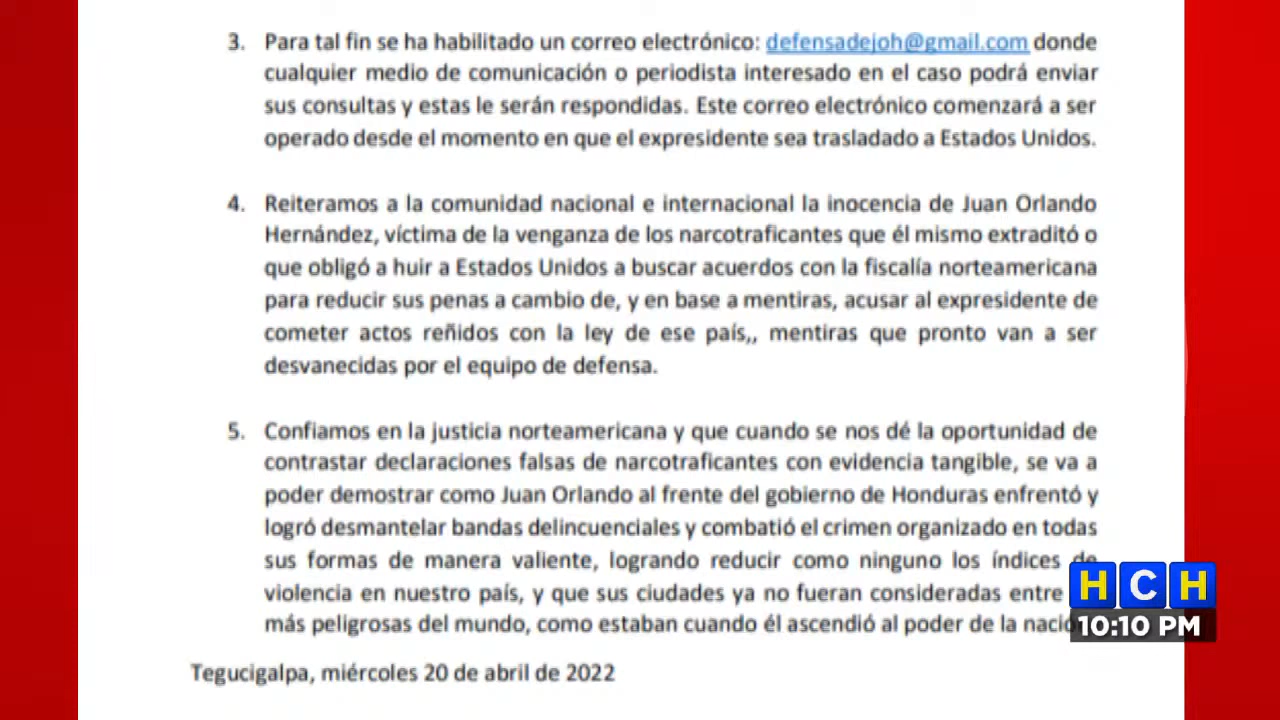 3. Para tal fin se ha habilitado un correo electrónico: defensadejoh@gmail.com donde
cualquier medio de comunicación o periodista interesado en el caso podrá enviar
sus consultas y estas le serán respondidas. Este correo electrónico comenzará a ser
operado desde el momento en que el expresidente sea trasladado a Estados Unidos.
4. Reiteramos a la comunidad nacional e internacional la inocencia de Juan Orlando
Hernández, víctima de la venganza de los narcotraficantes que él mismo extraditó o
que obligó a huir a Estados Unidos a buscar acuerdos con la fiscalía norteamericana
para reducir sus penas a cambio de, y en base a mentiras, acusar al expresidente de
cometer actos reñidos con la ley de ese país,, mentiras que pronto van a ser
desvanecidas por el equipo de defensa.
5. Confiamos en la justicia norteamericana y que cuando se nos dé la oportunidad de
contrastar declaraciones falsas de narcotraficantes con evidencia tangible, se va a
poder demostrar como Juan Orlando al frente del gobierno de Honduras enfrentó y
logró desmantelar bandas delincuenciales y combatió el crimen organizado en todas
sus formas de manera valiente, logrando reducir como ninguno los índices de
violencia en nuestro país, y que sus ciudades ya no fueran consideradas entre
más peligrosas del mundo, como estaban cuando él ascendió al poder de la nación
Tegucigalpa, miércoles 20 de abril de 2022
HCH
10:10 PM